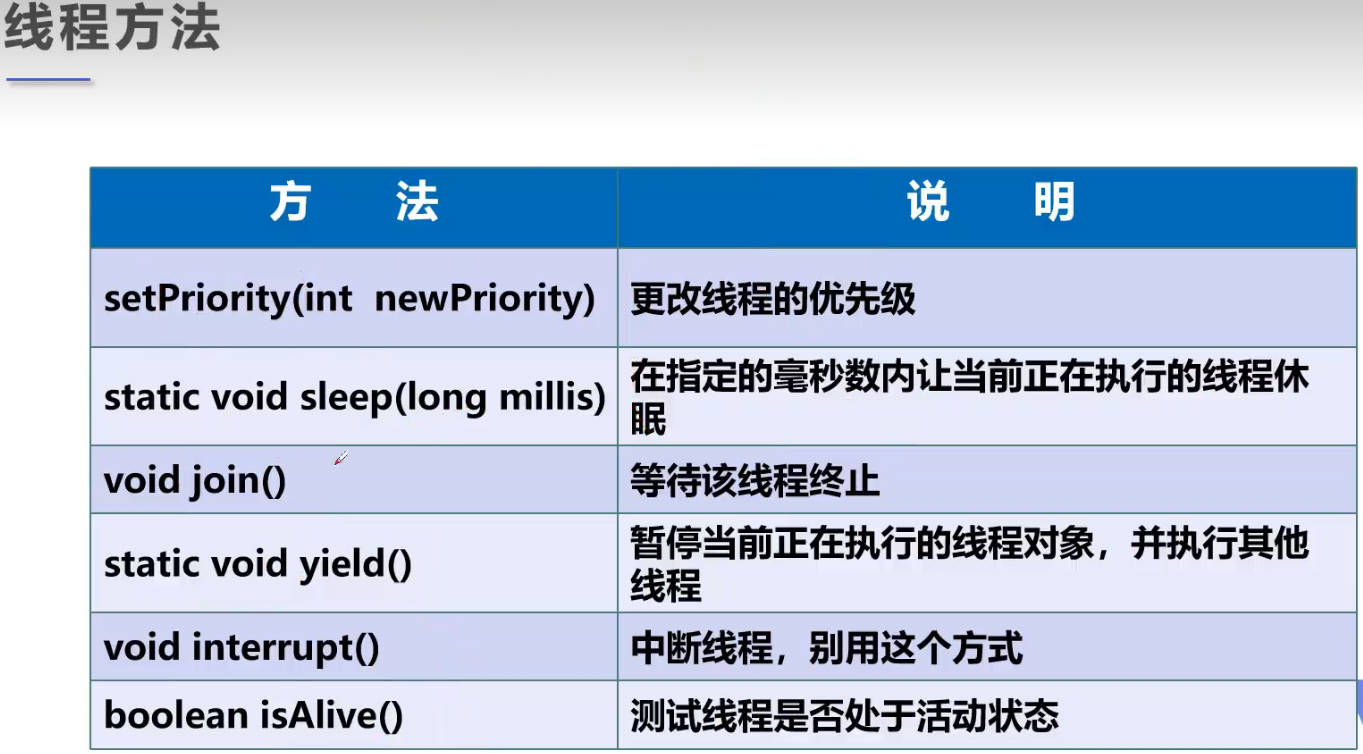 线程方法
方 法
说 明
setPriority(int newPriority)
更改线程的优先级
static void sleep(long millis)
在指定的毫秒数内让当前正在执行的线程休
眠
void join()
等待该线程终止
static void yield()
暂停当前正在执行的线程对象，并执行其他
线程
void interrupt()
中断线程，别用这个方式
boolean isAlive()
测试线程是否处于活动状态